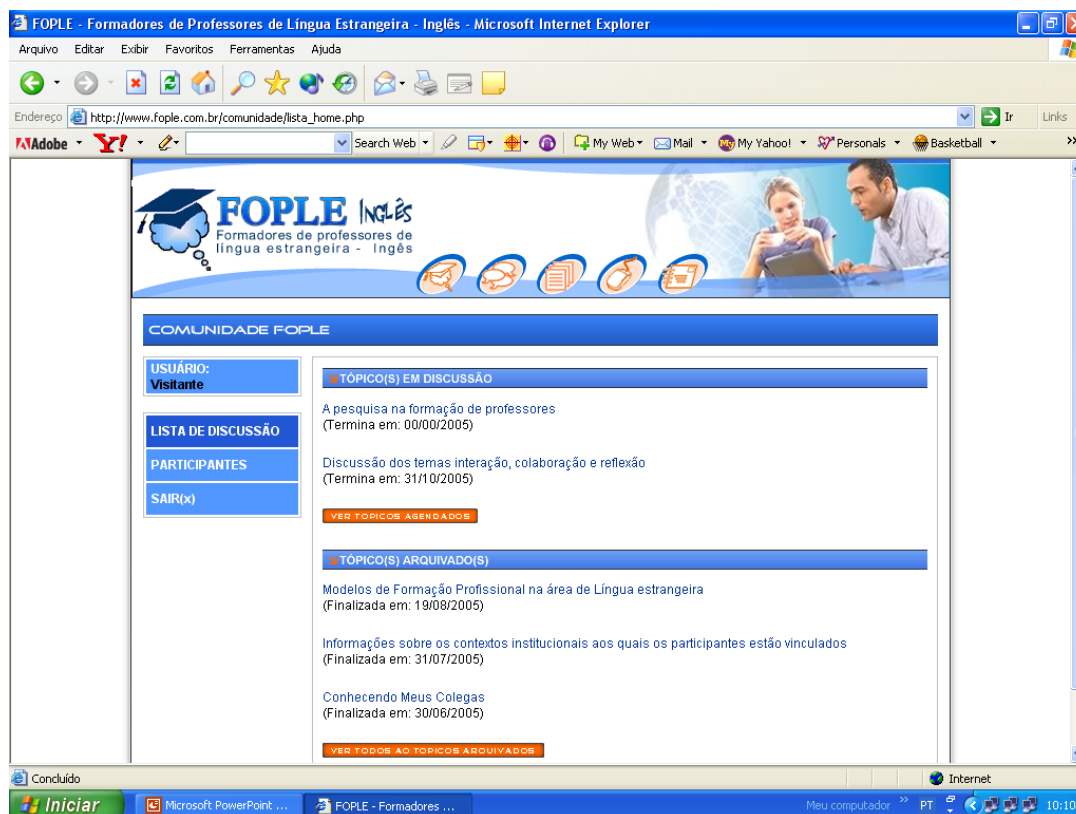 FOPLE - Formadores de Professores de Língua Estrangeira - Inglês - Microsoft Internet Explorer
Arquivo Editar Exibir Favoritos Ferramentas Ajuda
Endereço http://www.fople.com.br/comunidade/lista_home.php Ir Links
Adobe Y! Search Web My Web Mail My Yahoo! Personals Basketball
FOPLE INGLÊS
Formadores de professores de
língua estrangeira - Ingês
COMUNIDADE FOPLE
USUÁRIO:
Visitante
LISTA DE DISCUSSÃO
PARTICIPANTES
SAIR(x)
TÓPICO(S) EM DISCUSSÃO
A pesquisa na formação de professores
(Termina em: 00/00/2005)
Discussão dos temas interação, colaboração e reflexão
(Termina em: 31/10/2005)
VER TOPICOS AGENDADOS
TÓPICO(S) ARQUIVADO(S)
Modelos de Formação Profissional na área de Língua estrangeira
(Finalizada em: 19/08/2005)
Informações sobre os contextos institucionais aos quais os participantes estão vinculados
(Finalizada em: 31/07/2005)
Conhecendo Meus Colegas
(Finalizada em: 30/06/2005)
VER TODOS AO TOPICOS ARQUIVADOS
Concluído Internet
Iniciar Microsoft PowerPoint ... FOPLE - Formadores ... Meu computador » PT 10:10